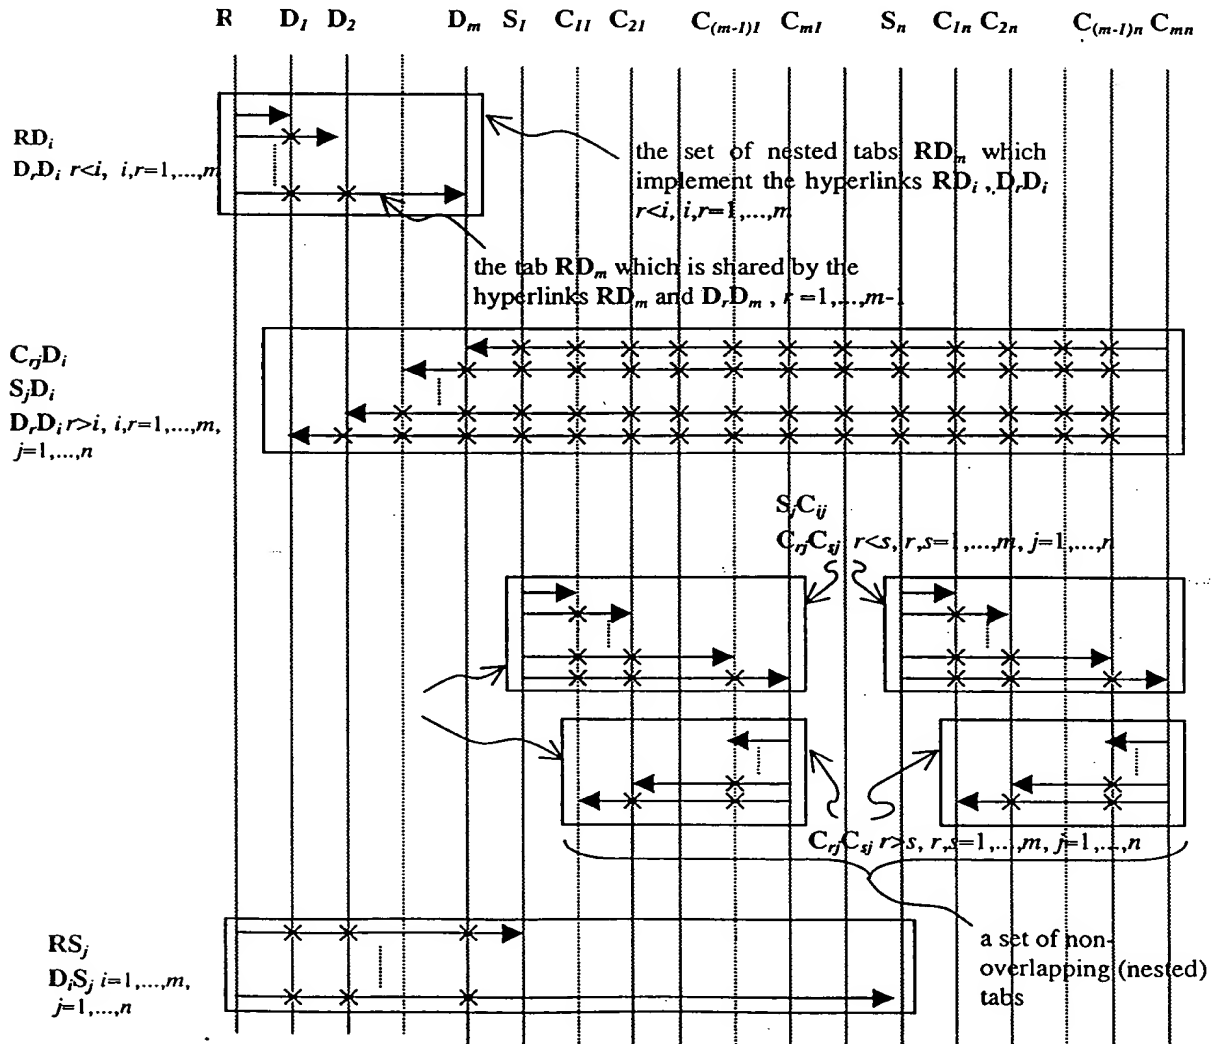 R D₁ D₂ Dₘ S₁ C₁₁ C₂₁ C₍ₘ₋₁₎₁ Cₘ₁ Sₙ C₁ₙ C₂ₙ C₍ₘ₋₁₎ₙ Cₘₙ
RDᵢ
DᵣDᵢ r<i, i,r=1,...,m
the set of nested tabs RDₘ which
implement the hyperlinks RDᵢ , DᵣDᵢ
r<i, i,r=1,...,m
the tab RDₘ which is shared by the
hyperlinks RDₘ and DᵣDₘ , r =1,...,m-1
CᵣⱼDᵢ
SⱼDᵢ
DᵣDᵢ r>i, i,r=1,...,m,
j=1,...,n
SⱼCᵢⱼ
CᵣⱼCₛⱼ r<s, r,s=1,...,m, j=1,...,n
CᵣⱼCₛⱼ r>s, r,s=1,...,m, j=1,...,n
RSⱼ
DᵢSⱼ i=1,...,m,
j=1,...,n
a set of non-
overlapping (nested)
tabs